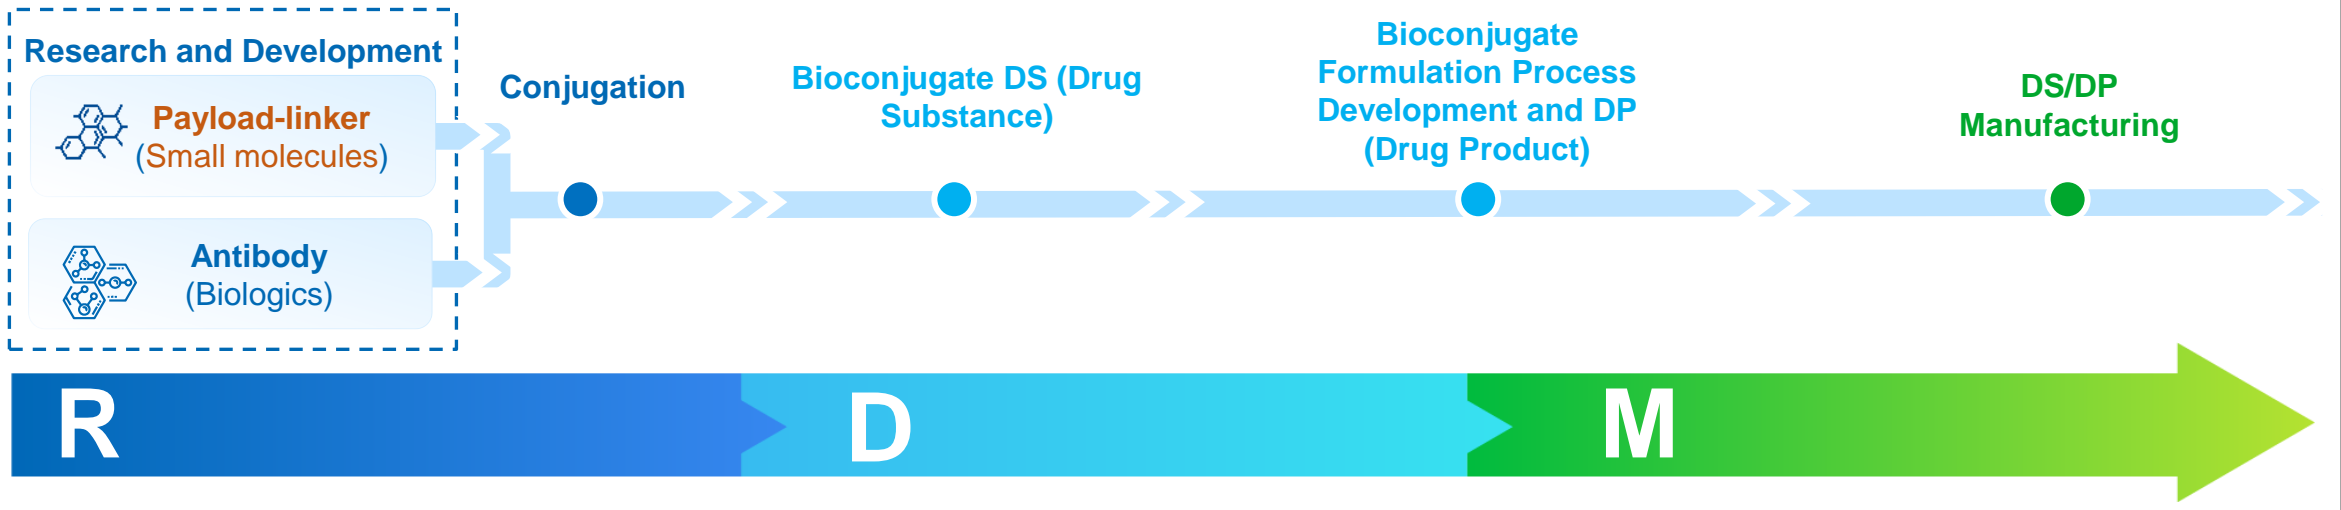 Research and Development
Payload-linker
(Small molecules)
Antibody
(Biologics)
Conjugation
Bioconjugate DS (Drug
Substance)
Bioconjugate
Formulation Process
Development and DP
(Drug Product)
DS/DP
Manufacturing
R
D
M